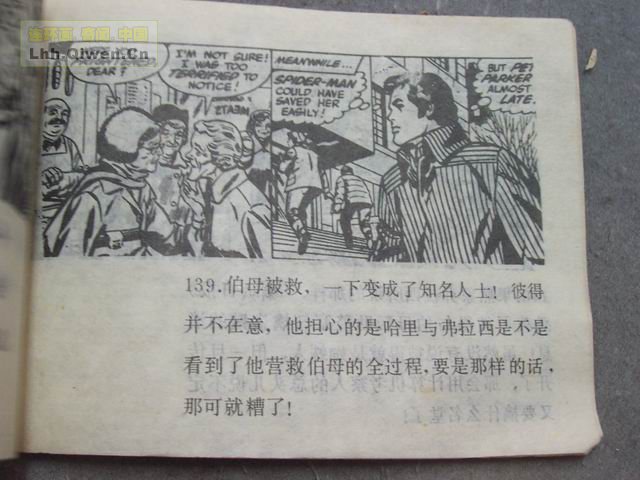 连环画·奇闻·中国
Lhh.Qiwen.Cn
DEAR?
I'M NOT SURE!
I WAS TOO
TERRIFIED TO
NOTICE!
MEATS
MEANWHILE...
SPIDER-MAN
COULD HAVE
SAVED HER
EASILY!
BUT PET
PARKER
ALMOST
LATE.
139.伯母被救，一下变成了知名人士！彼得
并不在意，他担心的是哈里与弗拉西是不是
看到了他营救伯母的全过程，要是那样的话，
那可就糟了！